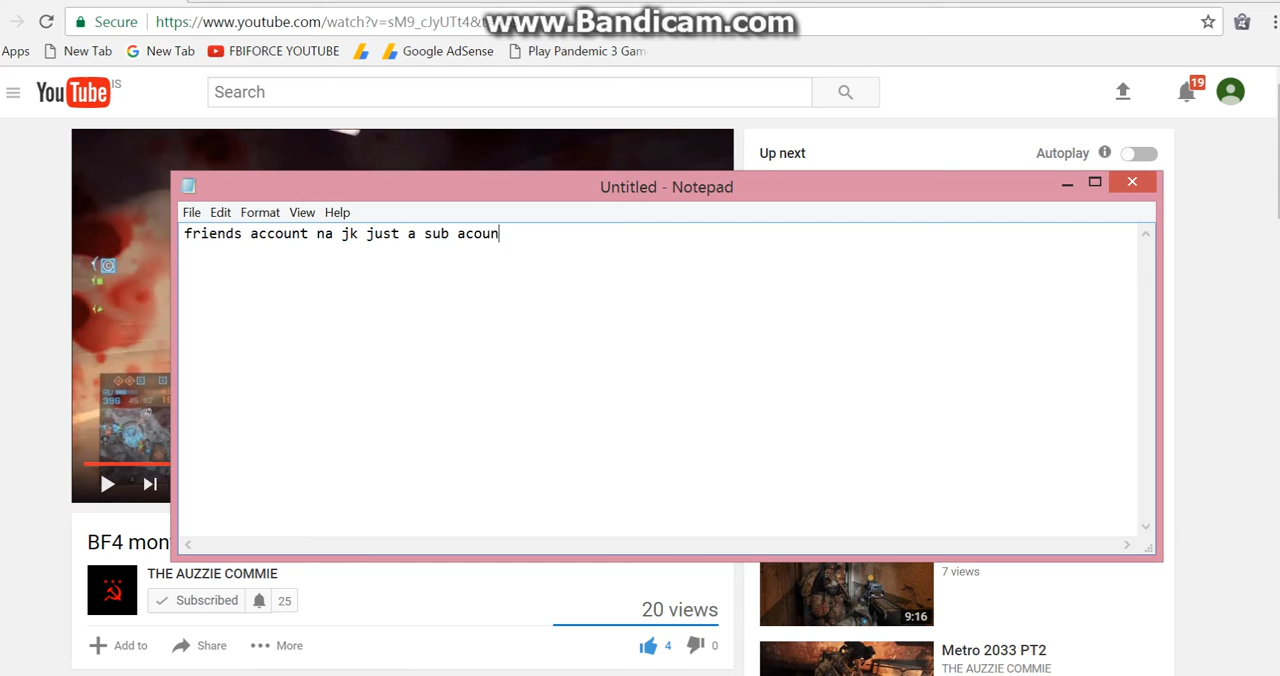 www.Bandicam.com
Secure https://www.youtube.com/watch?v=sM9_cJyUTt4&t
Apps New Tab New Tab FBIFORCE YOUTUBE Google AdSense Play Pandemic 3 Gam
YouTube IS Search 19
Up next Autoplay
Untitled - Notepad
File Edit Format View Help
friends account na jk just a sub acoun
RU 396
BF4 mon
THE AUZZIE COMMIE
Subscribed 25
20 views
Add to Share More 4 0
7 views
9:16
Metro 2033 PT2
THE AUZZIE COMMIE